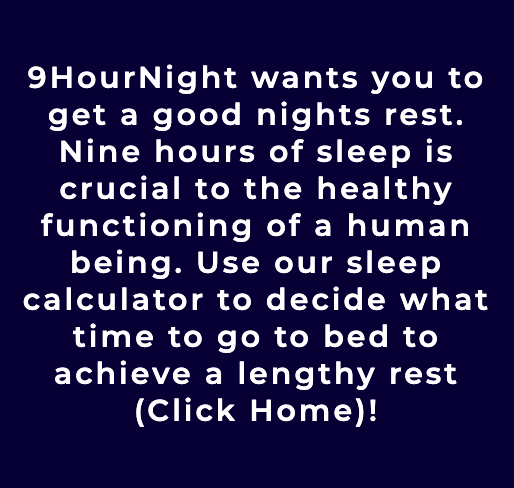 9HourNight wants you to
get a good nights rest.
Nine hours of sleep is
crucial to the healthy
functioning of a human
being. Use our sleep
calculator to decide what
time to go to bed to
achieve a lengthy rest
(Click Home)!